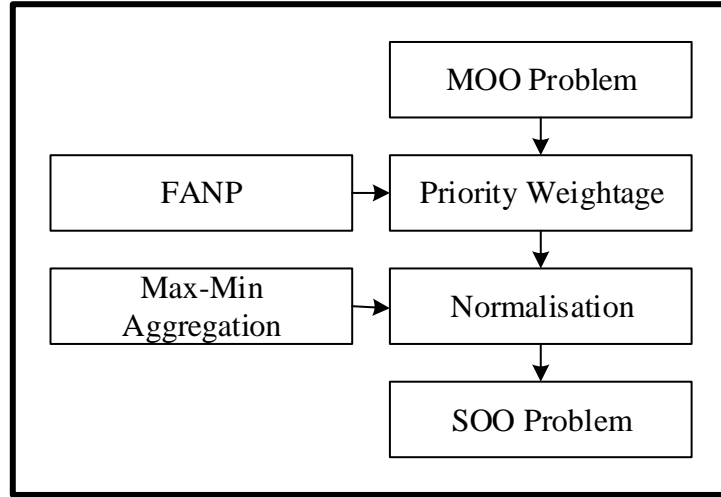 MOO Problem
FANP
Priority Weightage
Max-Min
Aggregation
Normalisation
SOO Problem